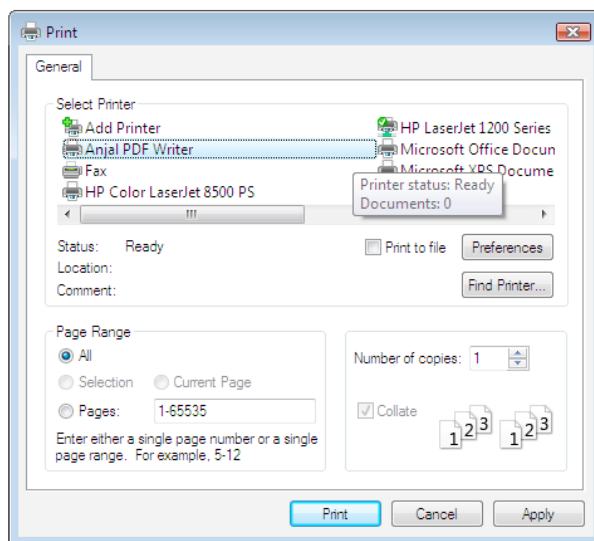 Print
General
Select Printer
Add Printer
Anjal PDF Writer
Fax
HP Color LaserJet 8500 PS
HP LaserJet 1200 Series
Microsoft Office Docun
Microsoft XPS Docume
Printer status: Ready
Documents: 0
Status: Ready
Location:
Comment:
Print to file
Preferences
Find Printer...
Page Range
All
Selection Current Page
Pages: 1-65535
Enter either a single page number or a single
page range. For example, 5-12
Number of copies: 1
Collate
1 2 3 1 2 3
Print Cancel Apply